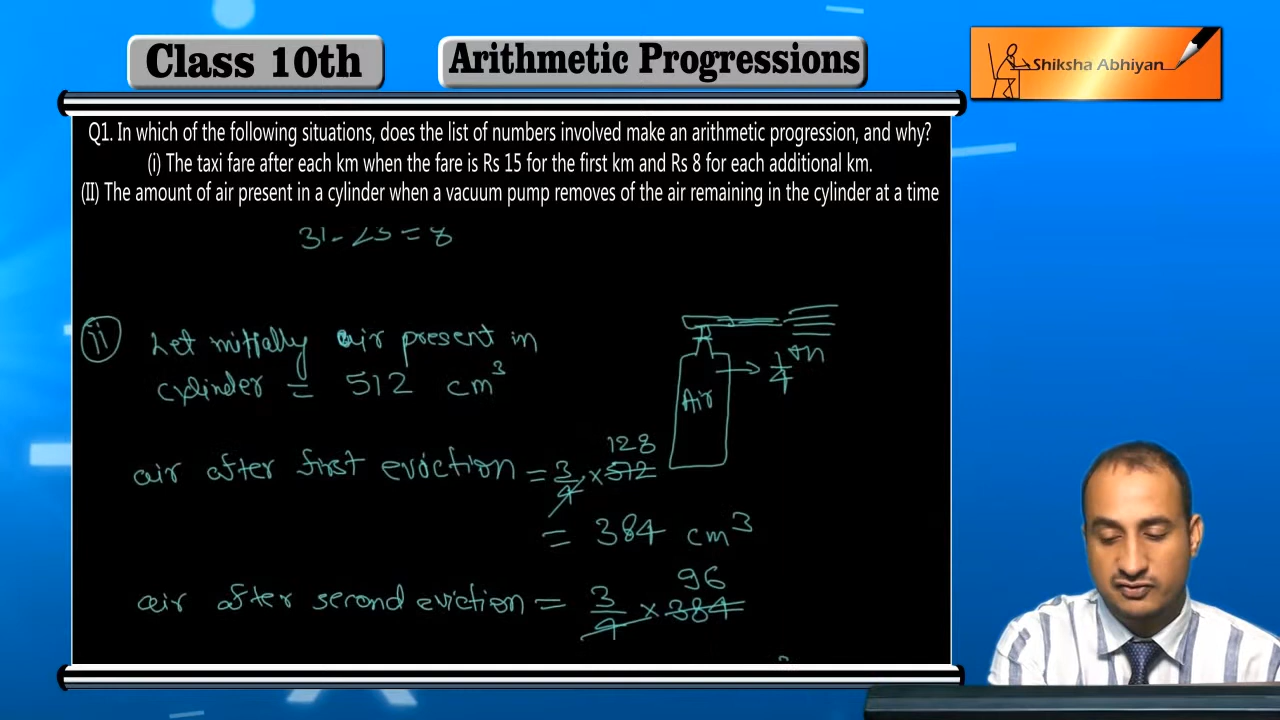 Class 10th
Arithmetic Progressions
Shiksha Abhiyan
Q1. In which of the following situations, does the list of numbers involved make an arithmetic progression, and why?
(i) The taxi fare after each km when the fare is Rs 15 for the first km and Rs 8 for each additional km.
(II) The amount of air present in a cylinder when a vacuum pump removes of the air remaining in the cylinder at a time
31 - 23 = 8
(ii) Let initially air present in
cylinder = 512 cm³
Air
1/4 th
128
air after first eviction = 3/4 × 512
= 384 cm³
96
air after second eviction = 3/4 × 384